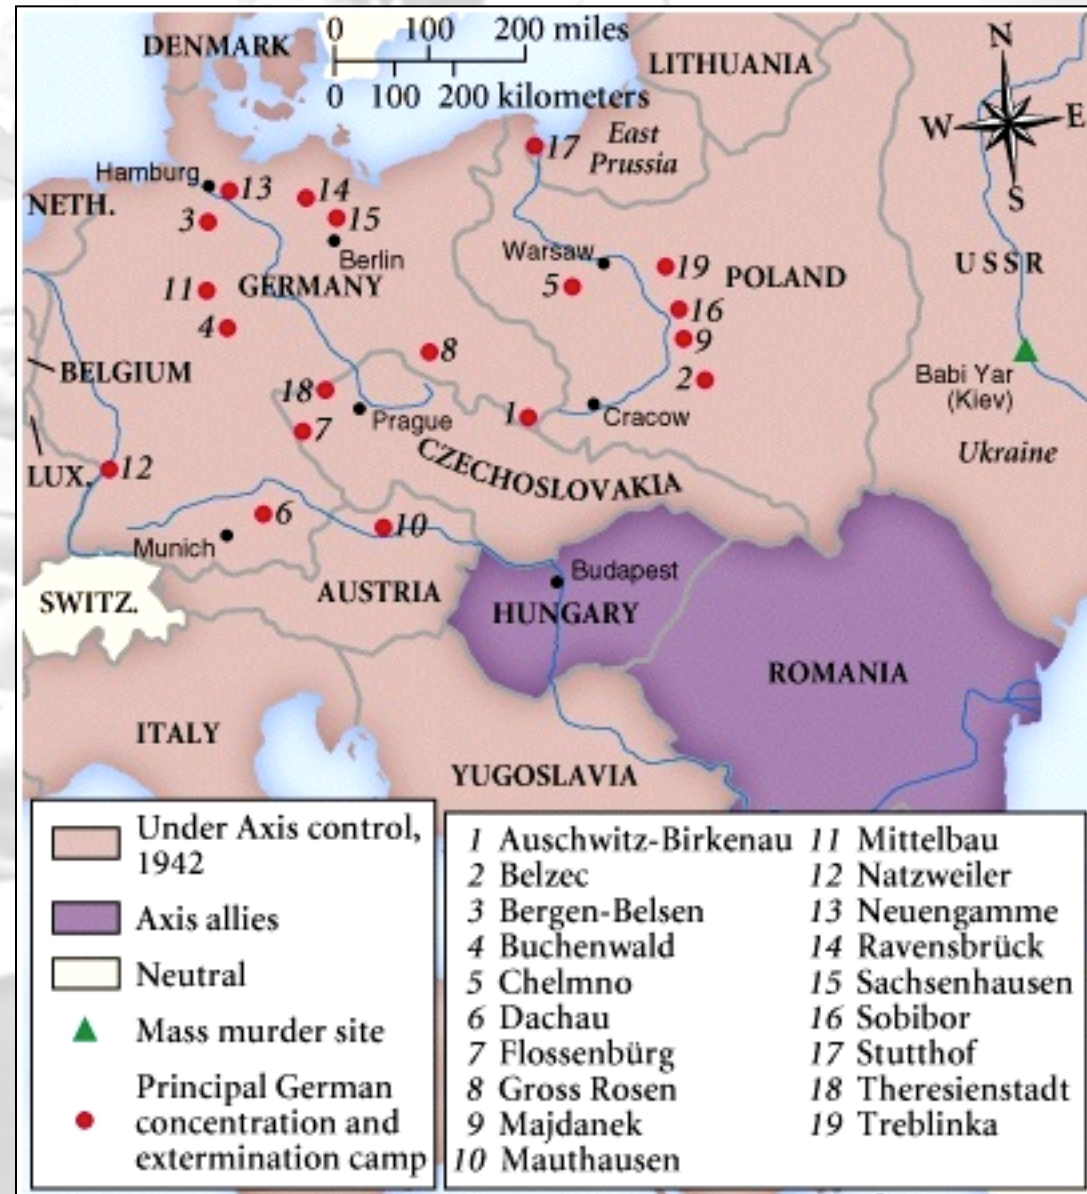 DENMARK
0 100 200 miles
0 100 200 kilometers
LITHUANIA
N
W E
S
East
Prussia
17
Hamburg
13
14
NETH.
3
15
Berlin
Warsaw
19
POLAND
USSR
11
GERMANY
5
16
4
9
8
BELGIUM
2
Babi Yar
(Kiev)
18
Prague
1
Cracow
7
CZECHOSLOVAKIA
Ukraine
LUX.
12
6
10
Munich
Budapest
AUSTRIA
SWITZ.
HUNGARY
ROMANIA
ITALY
YUGOSLAVIA
Under Axis control,
1942
Axis allies
Neutral
Mass murder site
Principal German
concentration and
extermination camp
1 Auschwitz-Birkenau
2 Belzec
3 Bergen-Belsen
4 Buchenwald
5 Chelmno
6 Dachau
7 Flossenbürg
8 Gross Rosen
9 Majdanek
10 Mauthausen
11 Mittelbau
12 Natzweiler
13 Neuengamme
14 Ravensbrück
15 Sachsenhausen
16 Sobibor
17 Stutthof
18 Theresienstadt
19 Treblinka